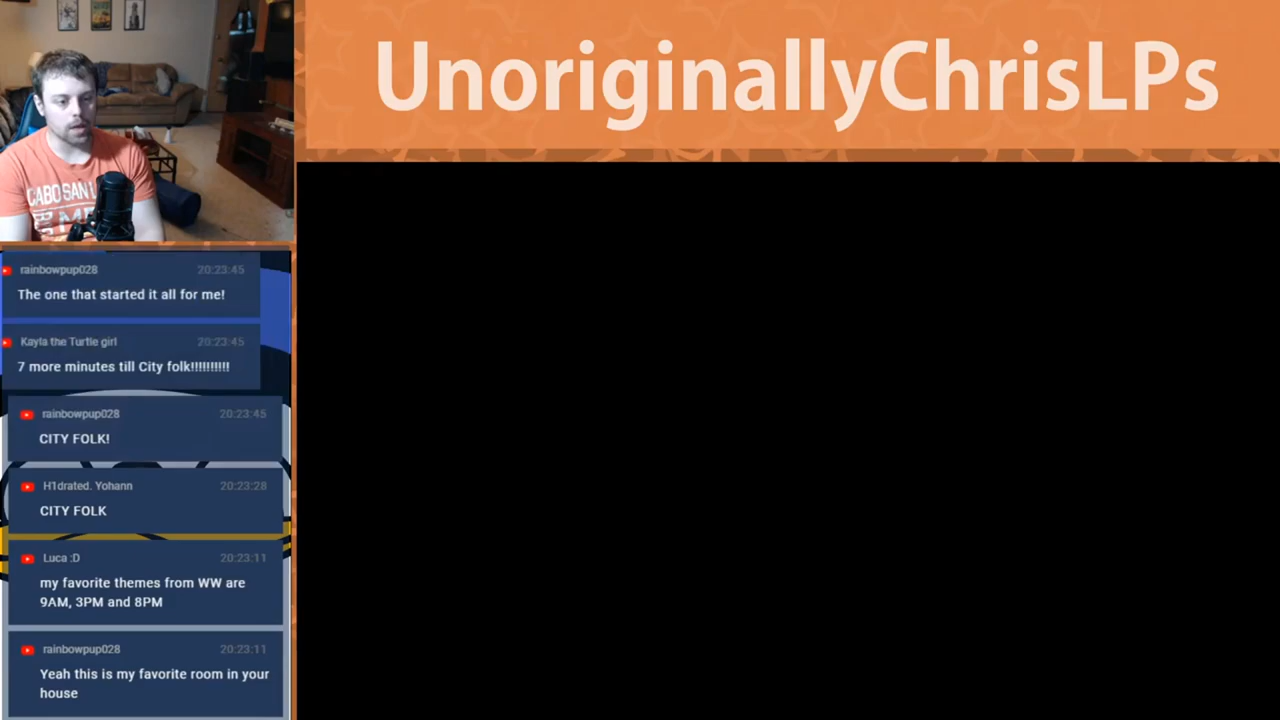 UnoriginallyChrisLPs
CABO SAN
rainbowpup028 20:23:45
The one that started it all for me!
Kayla the Turtle girl 20:23:45
7 more minutes till City folk!!!!!!!!!!
rainbowpup028 20:23:45
CITY FOLK!
H1drated. Yohann 20:23:28
CITY FOLK
Luca :D 20:23:11
my favorite themes from WW are
9AM, 3PM and 8PM
rainbowpup028 20:23:11
Yeah this is my favorite room in your
house